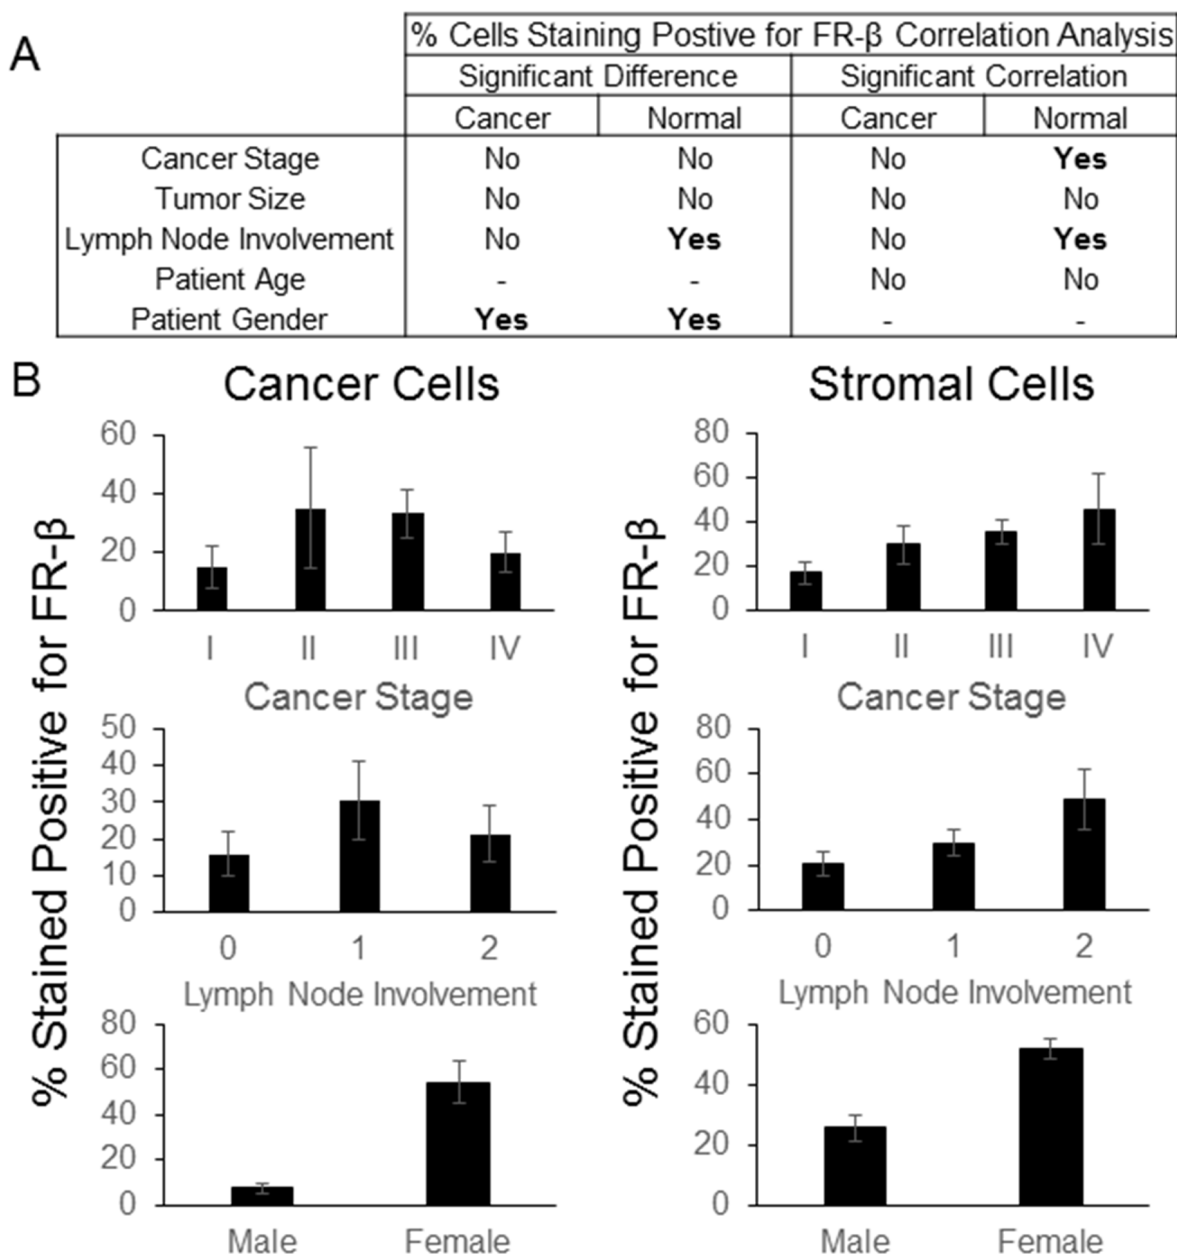 A
% Cells Staining Postive for FR-β Correlation Analysis
Significant Difference Significant Correlation
Cancer Normal Cancer Normal
Cancer Stage No No No Yes
Tumor Size No No No No
Lymph Node Involvement No Yes No Yes
Patient Age - - No No
Patient Gender Yes Yes - -
B
Cancer Cells
% Stained Positive for FR-β
60
40
20
0
I II III IV
Cancer Stage
50
40
30
20
10
0
0 1 2
Lymph Node Involvement
80
60
40
20
0
Male Female
Stromal Cells
% Stained Positive for FR-β
80
60
40
20
0
I II III IV
Cancer Stage
80
60
40
20
0
0 1 2
Lymph Node Involvement
60
40
20
0
Male Female